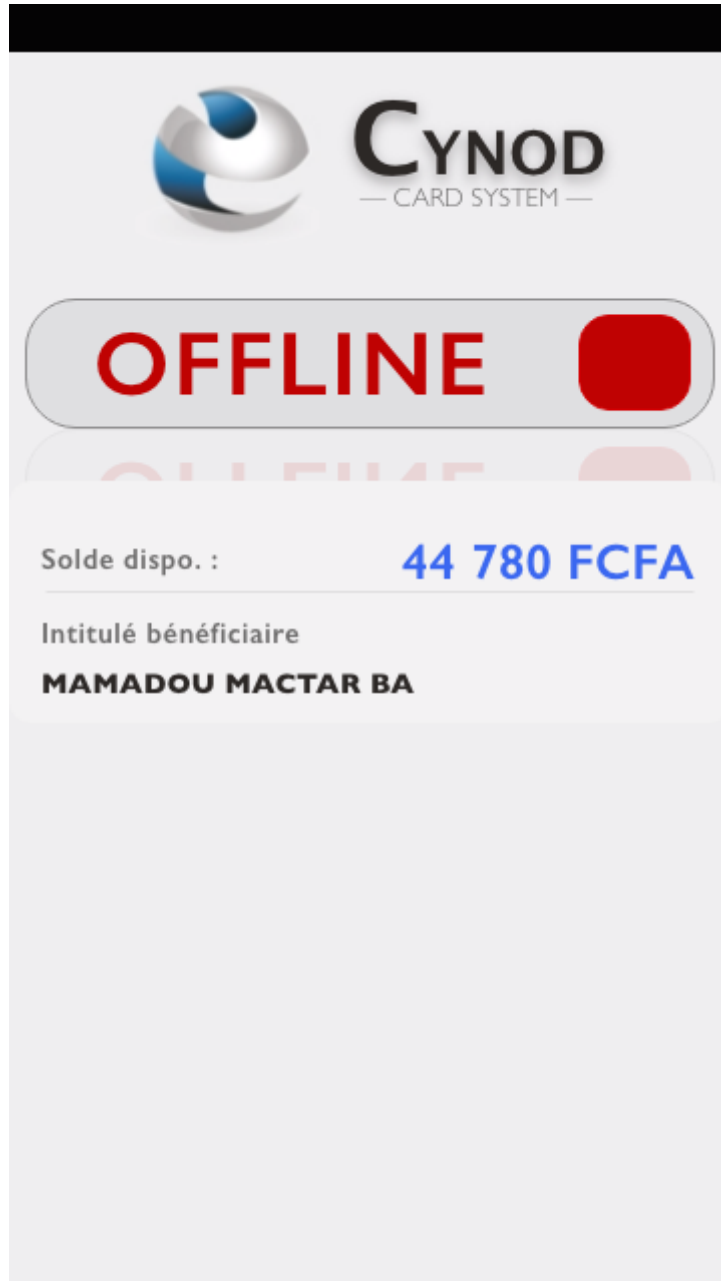 CYNOD
— CARD SYSTEM —
OFFLINE
Solde dispo. : 44 780 FCFA
Intitulé bénéficiaire
MAMADOU MACTAR BA